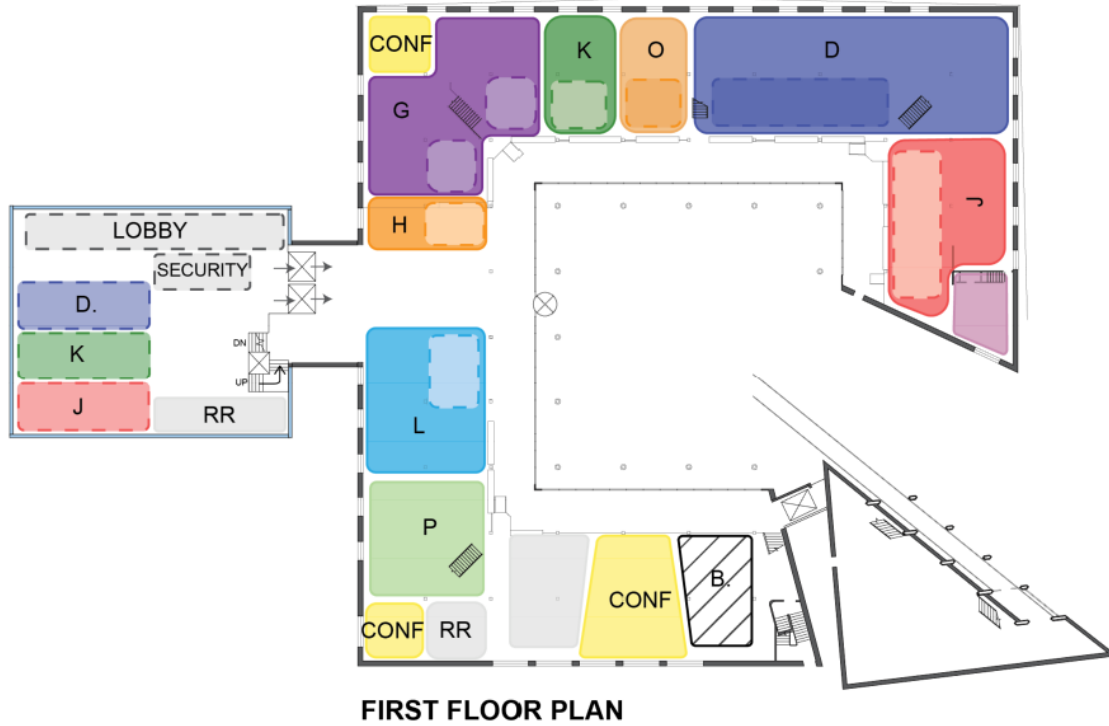 CONF
K
O
D
G
J
H
LOBBY
SECURITY
D.
K
J
RR
DN
UP
L
P
B.
CONF
CONF
RR
FIRST FLOOR PLAN